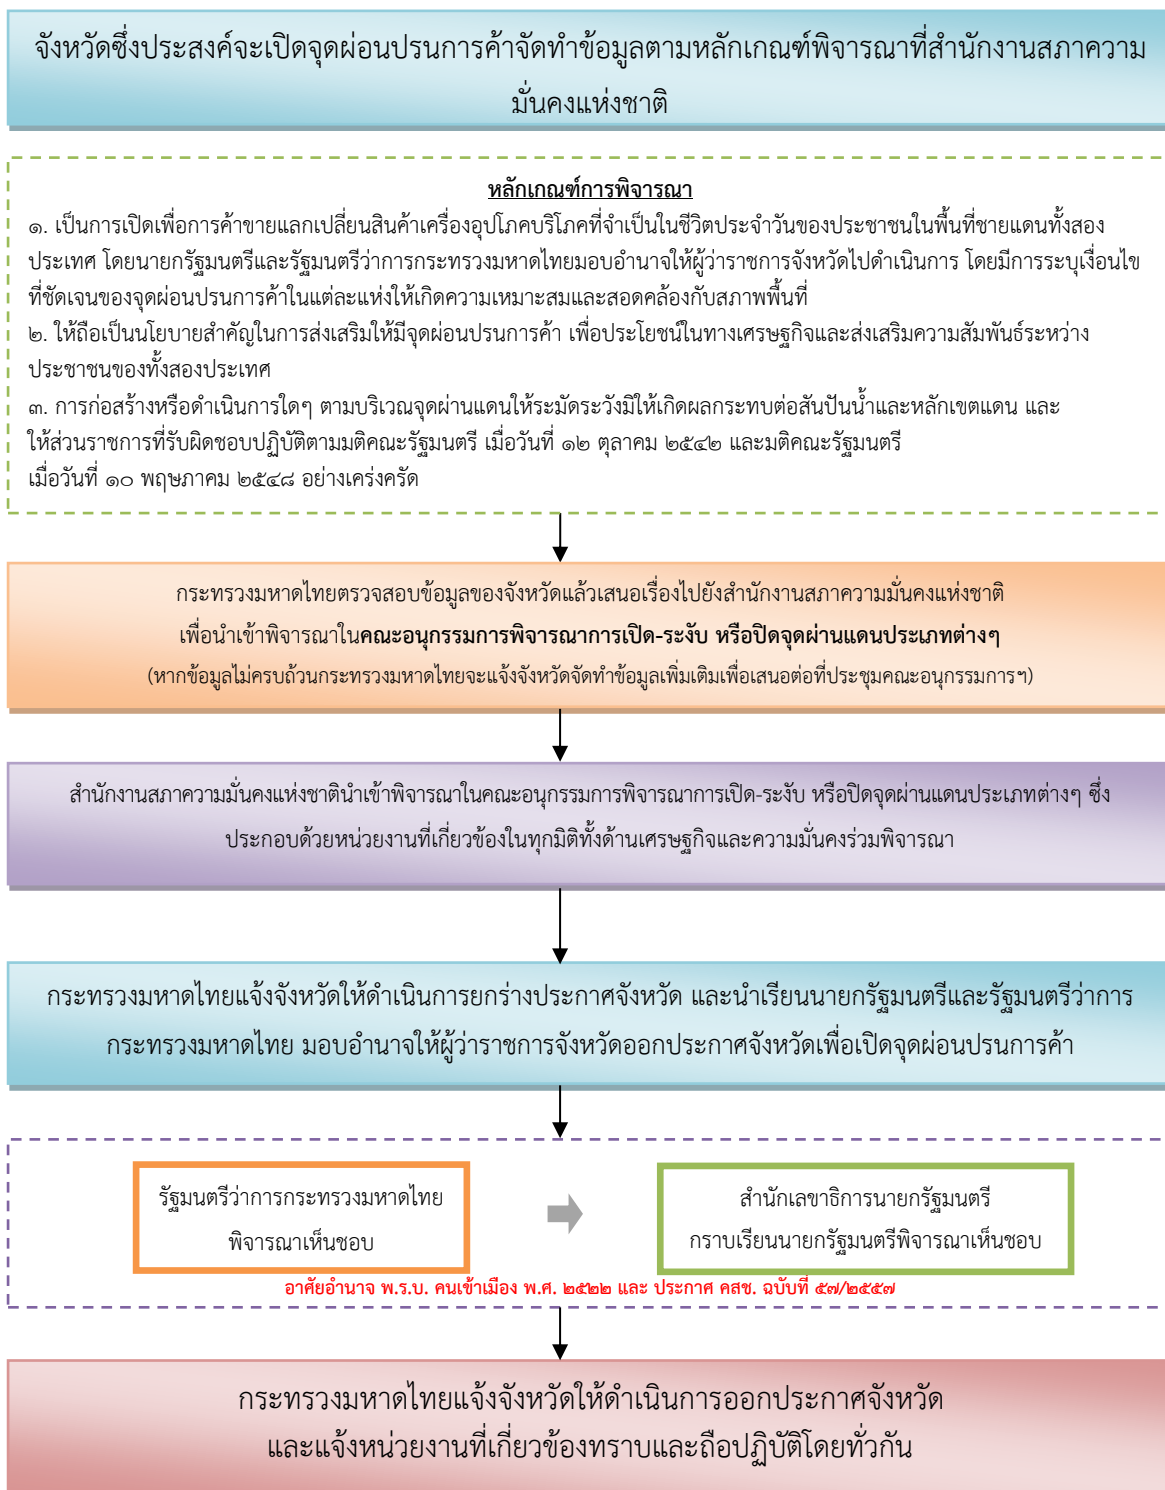 จังหวัดซึ่งประสงค์จะเปิดจุดผ่อนปรนการค้าจัดทำข้อมูลตามหลักเกณฑ์พิจารณาที่สำนักงานสภาความ
มั่นคงแห่งชาติ
หลักเกณฑ์การพิจารณา
๑. เป็นการเปิดเพื่อการค้าขายแลกเปลี่ยนสินค้าเครื่องอุปโภคบริโภคที่จำเป็นในชีวิตประจำวันของประชาชนในพื้นที่ชายแดนทั้งสอง
ประเทศ โดยนายกรัฐมนตรีและรัฐมนตรีว่าการกระทรวงมหาดไทยมอบอำนาจให้ผู้ว่าราชการจังหวัดไปดำเนินการ โดยมีการระบุเงื่อนไข
ที่ชัดเจนของจุดผ่อนปรนการค้าในแต่ละแห่งให้เกิดความเหมาะสมและสอดคล้องกับสภาพพื้นที่
๒. ให้ถือเป็นนโยบายสำคัญในการส่งเสริมให้มีจุดผ่อนปรนการค้า เพื่อประโยชน์ในทางเศรษฐกิจและส่งเสริมความสัมพันธ์ระหว่าง
ประชาชนของทั้งสองประเทศ
๓. การก่อสร้างหรือดำเนินการใดๆ ตามบริเวณจุดผ่านแดนให้ระมัดระวังมิให้เกิดผลกระทบต่อสันปันน้ำและหลักเขตแดน และ
ให้ส่วนราชการที่รับผิดชอบปฏิบัติตามมติคณะรัฐมนตรี เมื่อวันที่ ๑๒ ตุลาคม ๒๕๔๒ และมติคณะรัฐมนตรี
เมื่อวันที่ ๑๐ พฤษภาคม ๒๕๔๘ อย่างเคร่งครัด
กระทรวงมหาดไทยตรวจสอบข้อมูลของจังหวัดแล้วเสนอเรื่องไปยังสำนักงานสภาความมั่นคงแห่งชาติ
เพื่อนำเข้าพิจารณาในคณะอนุกรรมการพิจารณาการเปิด-ระงับ หรือปิดจุดผ่านแดนประเภทต่างๆ
(หากข้อมูลไม่ครบถ้วนกระทรวงมหาดไทยจะแจ้งจังหวัดจัดทำข้อมูลเพิ่มเติมเพื่อเสนอต่อที่ประชุมคณะอนุกรรมการฯ)
สำนักงานสภาความมั่นคงแห่งชาตินำเข้าพิจารณาในคณะอนุกรรมการพิจารณาการเปิด-ระงับ หรือปิดจุดผ่านแดนประเภทต่างๆ ซึ่ง
ประกอบด้วยหน่วยงานที่เกี่ยวข้องในทุกมิติทั้งด้านเศรษฐกิจและความมั่นคงร่วมพิจารณา
กระทรวงมหาดไทยแจ้งจังหวัดให้ดำเนินการยกร่างประกาศจังหวัด และนำเรียนนายกรัฐมนตรีและรัฐมนตรีว่าการ
กระทรวงมหาดไทย มอบอำนาจให้ผู้ว่าราชการจังหวัดออกประกาศจังหวัดเพื่อเปิดจุดผ่อนปรนการค้า
รัฐมนตรีว่าการกระทรวงมหาดไทย
พิจารณาเห็นชอบ
สำนักเลขาธิการนายกรัฐมนตรี
กราบเรียนนายกรัฐมนตรีพิจารณาเห็นชอบ
อาศัยอำนาจ พ.ร.บ. คนเข้าเมือง พ.ศ. ๒๕๒๒ และ ประกาศ คสช. ฉบับที่ ๕๗/๒๕๕๗
กระทรวงมหาดไทยแจ้งจังหวัดให้ดำเนินการออกประกาศจังหวัด
และแจ้งหน่วยงานที่เกี่ยวข้องทราบและถือปฏิบัติโดยทั่วกัน